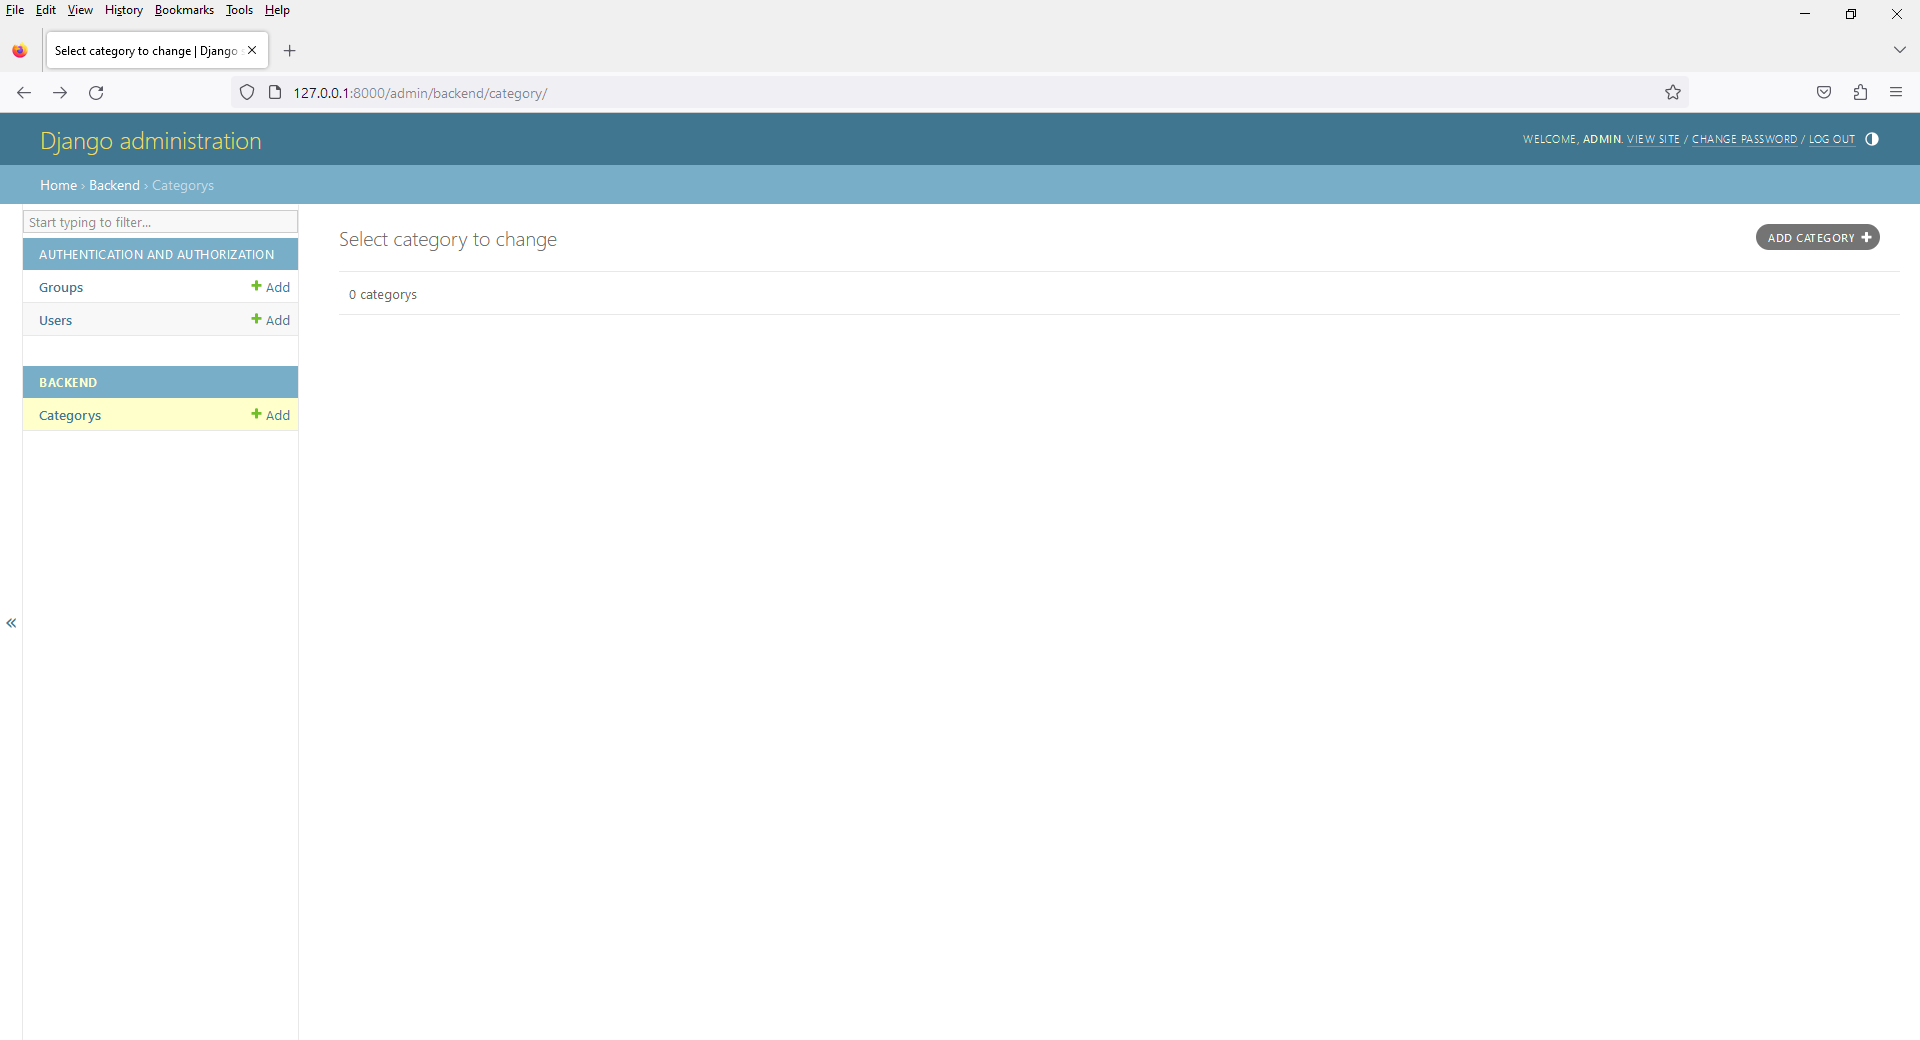 File Edit View History Bookmarks Tools Help
Select category to change | Django
127.0.0.1:8000/admin/backend/category/
Django administration
WELCOME, ADMIN. VIEW SITE / CHANGE PASSWORD / LOG OUT
Home › Backend › Categorys
Start typing to filter...
AUTHENTICATION AND AUTHORIZATION
Groups + Add
Users + Add
BACKEND
Categorys + Add
«
Select category to change
ADD CATEGORY +
0 categorys